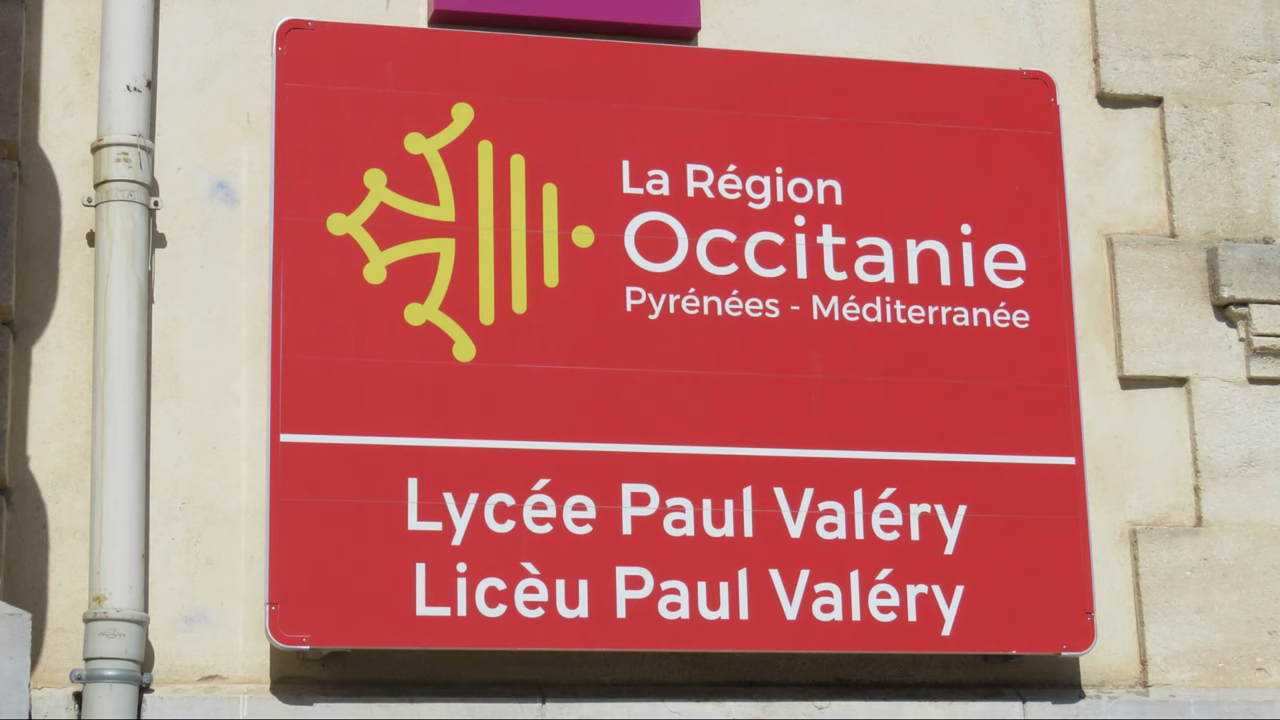 La Région
Occitanie
Pyrénées - Méditerranée
Lycée Paul Valéry
Licèu Paul Valéry